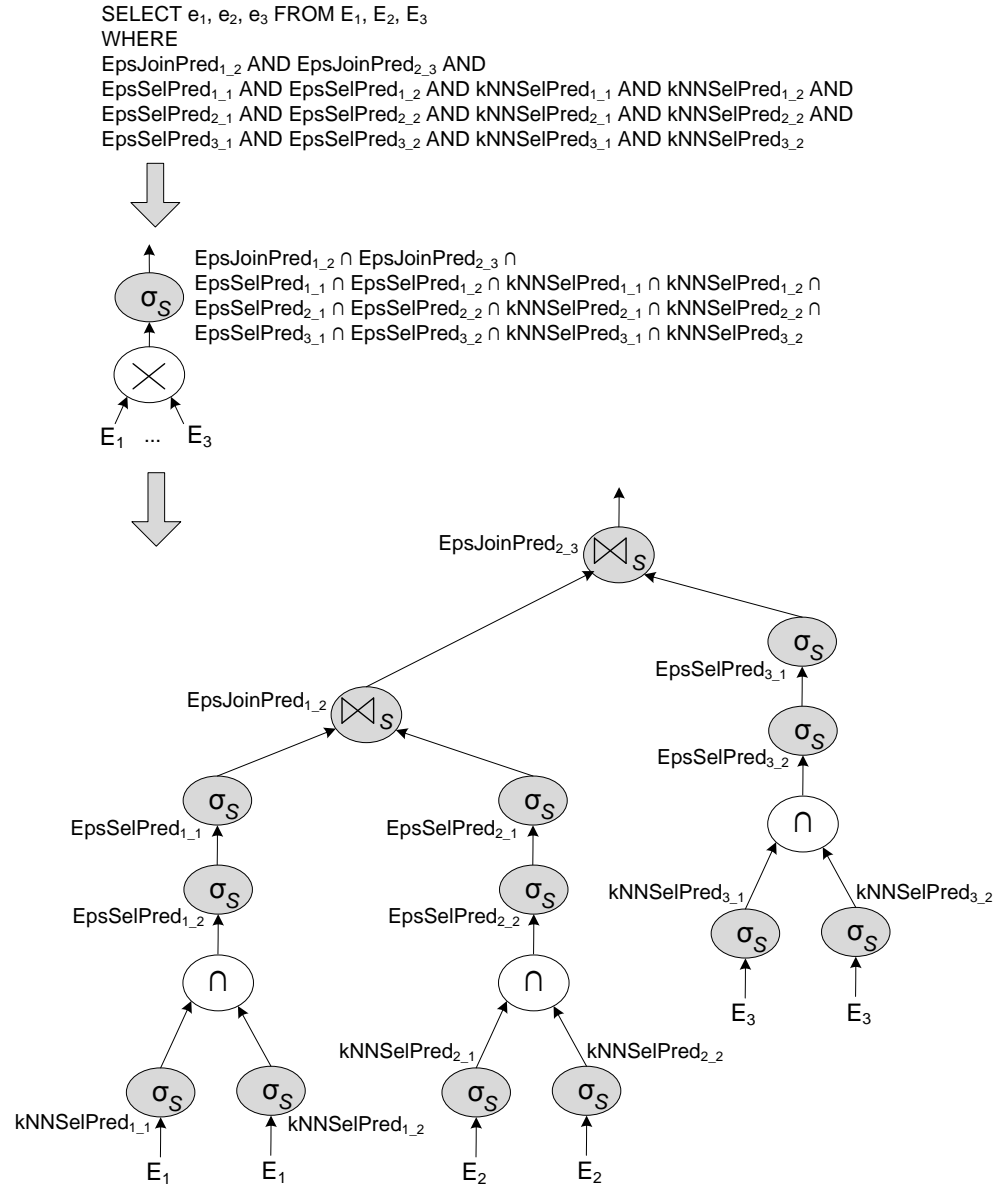 SELECT e₁, e₂, e₃ FROM E₁, E₂, E₃
WHERE
EpsJoinPred₁_₂ AND EpsJoinPred₂_₃ AND
EpsSelPred₁_₁ AND EpsSelPred₁_₂ AND kNNSelPred₁_₁ AND kNNSelPred₁_₂ AND
EpsSelPred₂_₁ AND EpsSelPred₂_₂ AND kNNSelPred₂_₁ AND kNNSelPred₂_₂ AND
EpsSelPred₃_₁ AND EpsSelPred₃_₂ AND kNNSelPred₃_₁ AND kNNSelPred₃_₂
EpsJoinPred₁_₂ ∩ EpsJoinPred₂_₃ ∩
EpsSelPred₁_₁ ∩ EpsSelPred₁_₂ ∩ kNNSelPred₁_₁ ∩ kNNSelPred₁_₂ ∩
EpsSelPred₂_₁ ∩ EpsSelPred₂_₂ ∩ kNNSelPred₂_₁ ∩ kNNSelPred₂_₂ ∩
EpsSelPred₃_₁ ∩ EpsSelPred₃_₂ ∩ kNNSelPred₃_₁ ∩ kNNSelPred₃_₂
σS
×
E₁ ... E₃
EpsJoinPred₂_₃ ⋈S
σS
EpsSelPred₃_₁
EpsJoinPred₁_₂ ⋈S
σS
EpsSelPred₃_₂
σS σS
∩
EpsSelPred₁_₁ EpsSelPred₂_₁
σS σS
kNNSelPred₃_₁ kNNSelPred₃_₂
EpsSelPred₁_₂ EpsSelPred₂_₂
σS σS
∩ ∩
E₃ E₃
kNNSelPred₂_₁ kNNSelPred₂_₂
σS σS σS σS
kNNSelPred₁_₁ kNNSelPred₁_₂
E₁ E₁ E₂ E₂